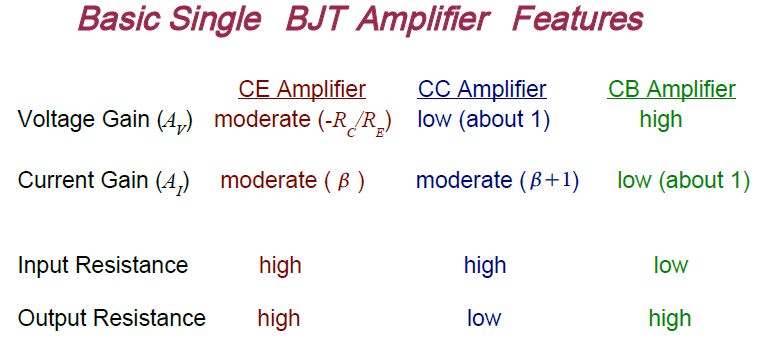 Basic Single BJT Amplifier Features
CE Amplifier CC Amplifier CB Amplifier
Voltage Gain (A_V) moderate (-R_C/R_E) low (about 1) high
Current Gain (A_I) moderate ( β ) moderate ( β+1) low (about 1)
Input Resistance high high low
Output Resistance high low high